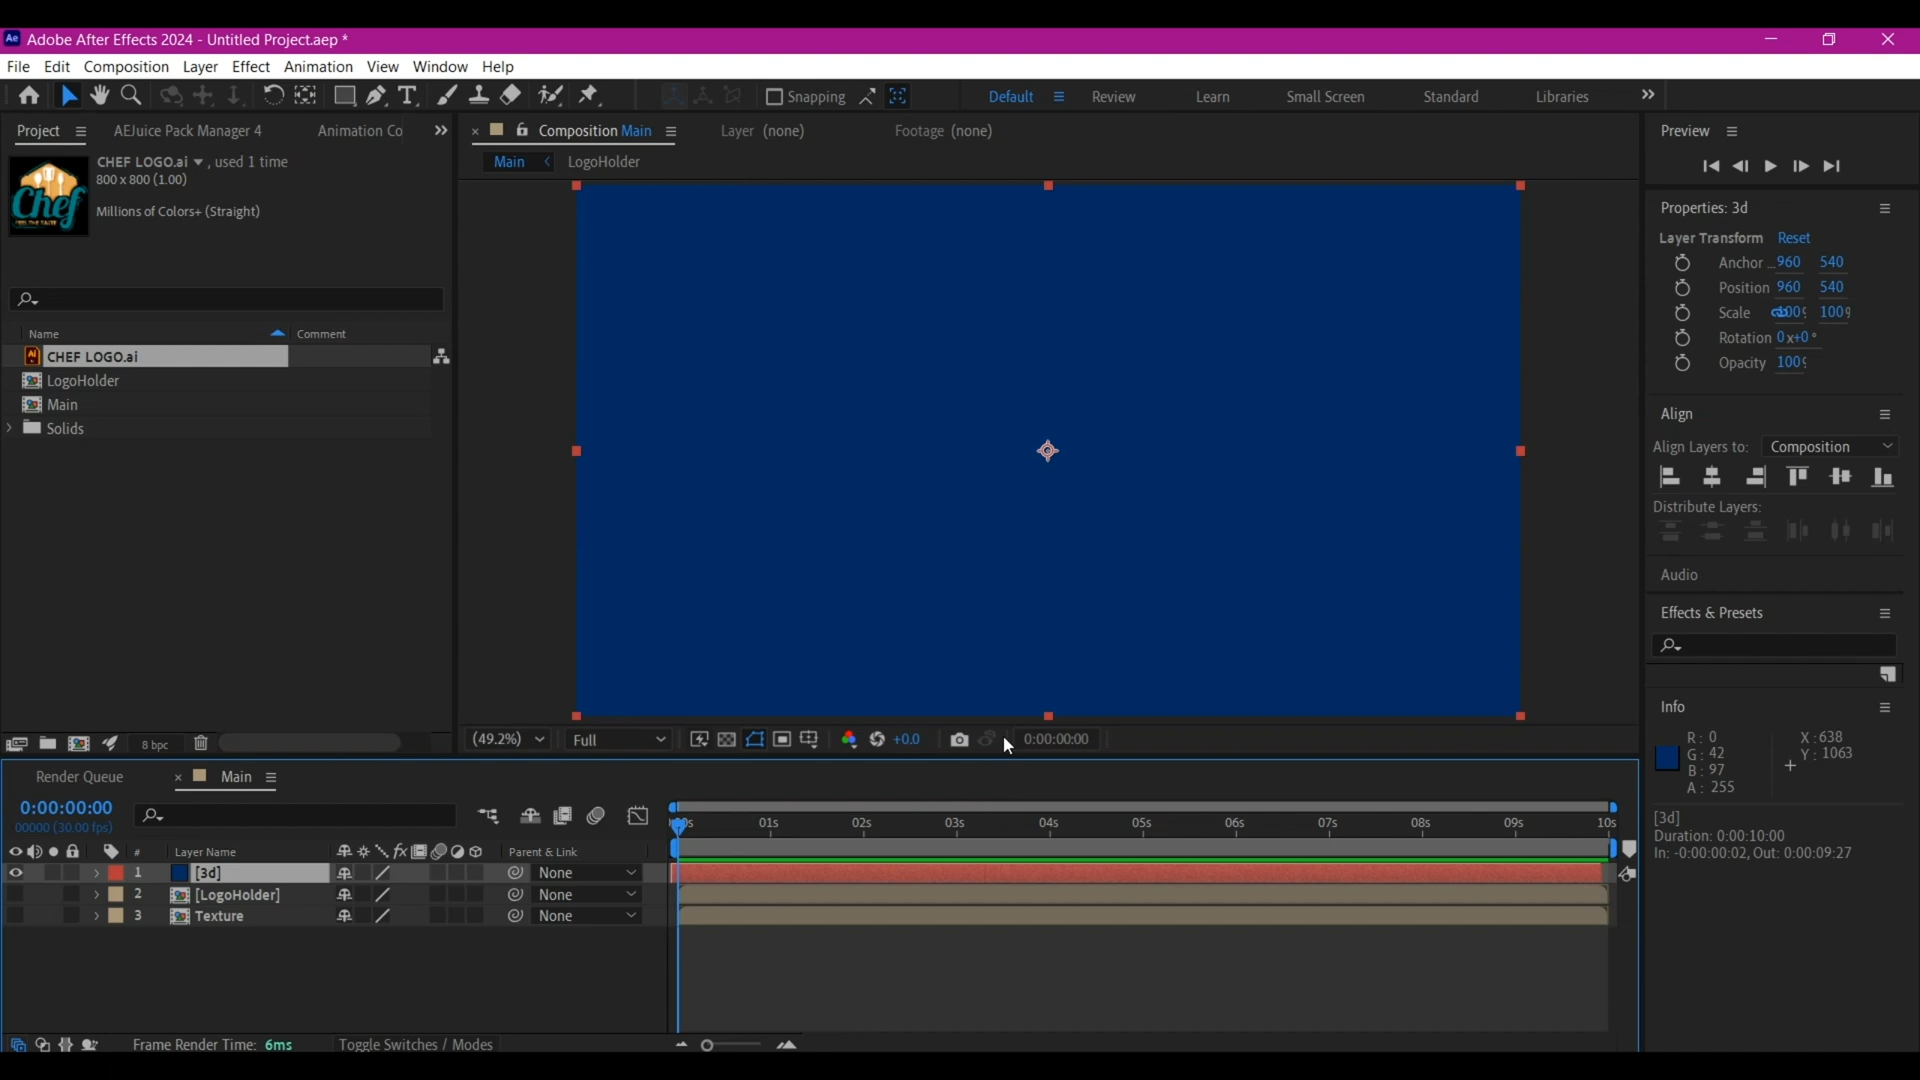 Ae Adobe After Effects 2024 - Untitled Project.aep *
File Edit Composition Layer Effect Animation View Window Help
Snapping Default Review Learn Small Screen Standard Libraries
Project AEJuice Pack Manager 4 Animation Co
CHEF LOGO.ai , used 1 time
800 x 800 (1.00)
Millions of Colors+ (Straight)
Chef
FEEL THE TASTE
Name Comment
CHEF LOGO.ai
LogoHolder
Main
Solids
8 bpc
Composition Main Layer (none) Footage (none)
Main LogoHolder
(49.2%) Full +0.0 0:00:00:00
Preview
Properties: 3d
Layer Transform Reset
Anchor ... 960 540
Position 960 540
Scale 100% 100%
Rotation 0x+0°
Opacity 100%
Align
Align Layers to: Composition
Distribute Layers:
Audio
Effects & Presets
Info
R: 0 X: 638
G: 42 Y: 1063
B: 97
A: 255
[3d]
Duration: 0:00:10:00
In: -0:00:00:02, Out: 0:00:09:27
Render Queue Main
0:00:00:00
00000 (30.00 fps)
01s 02s 03s 04s 05s 06s 07s 08s 09s 10s
# Layer Name Parent & Link
1 [3d] None
2 [LogoHolder] None
3 Texture None
Frame Render Time: 6ms Toggle Switches / Modes